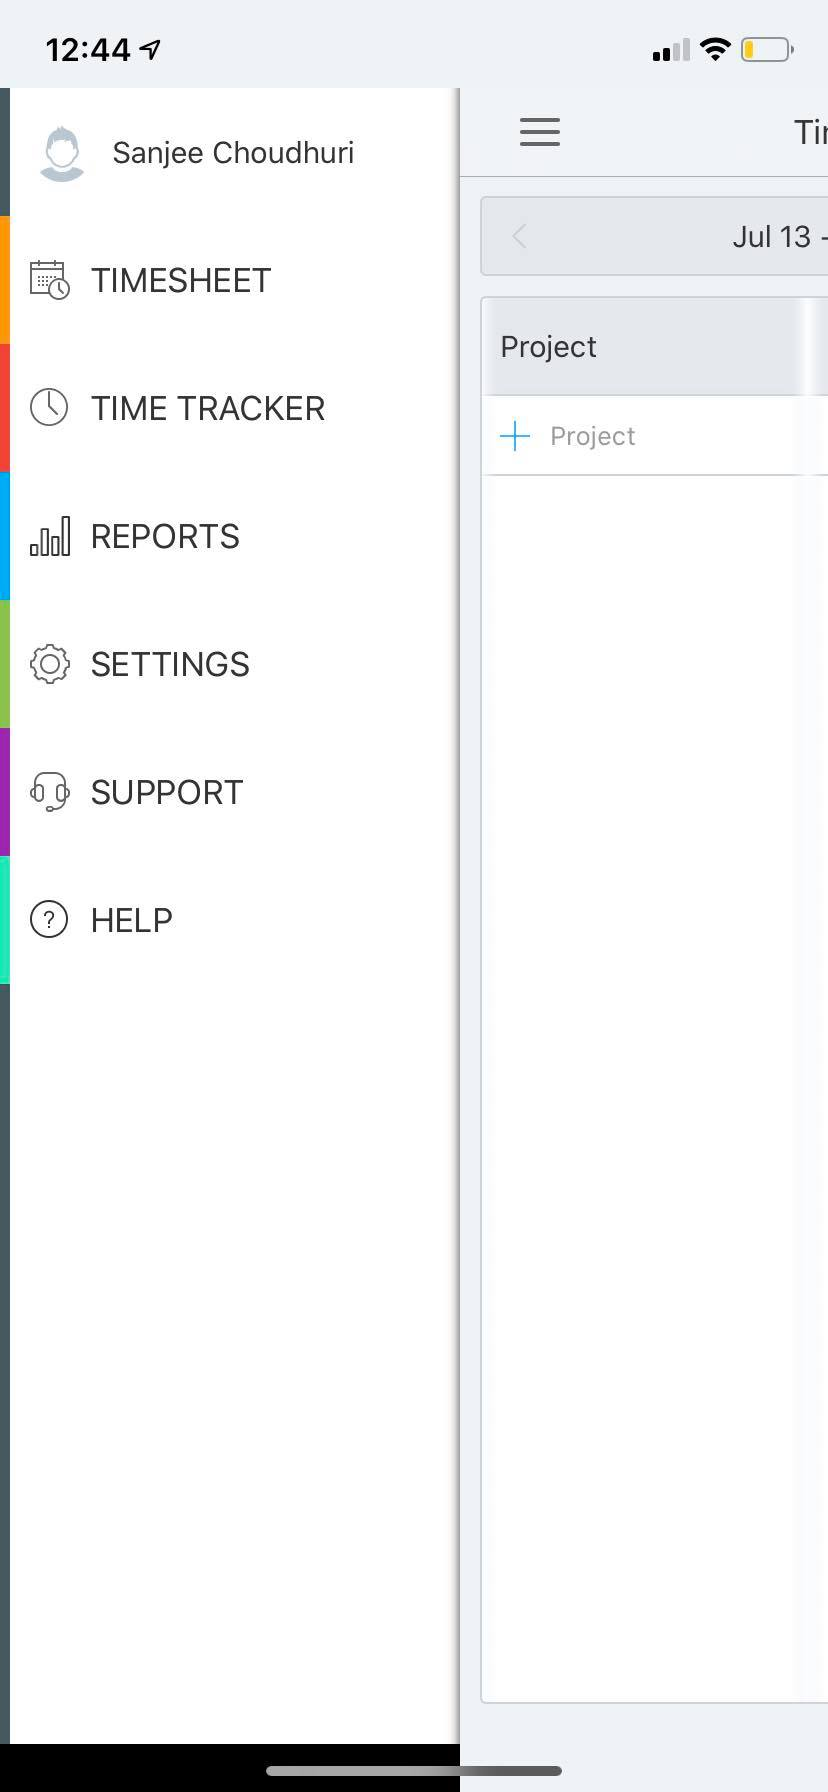 12:44
Sanjee Choudhuri
TIMESHEET
TIME TRACKER
REPORTS
SETTINGS
SUPPORT
? HELP
Jul 13 -
Project
+ Project